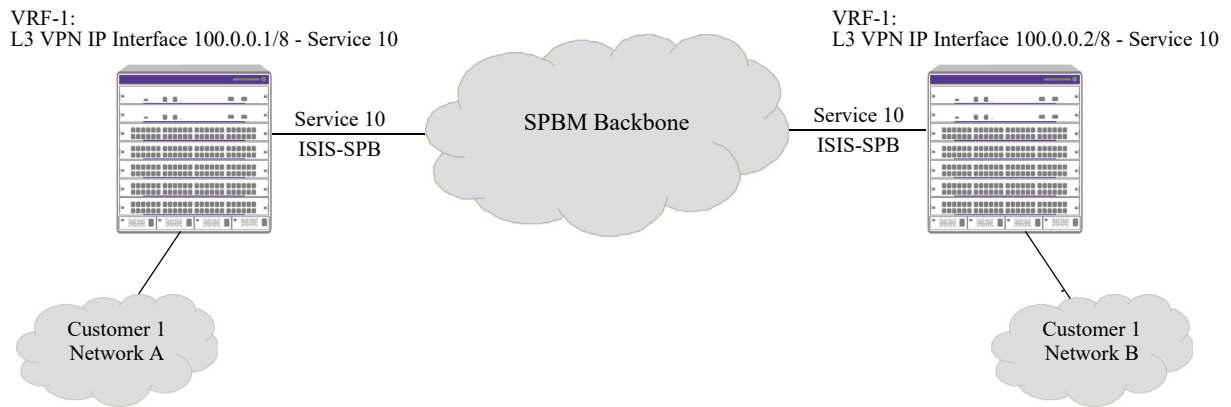 VRF-1:
L3 VPN IP Interface 100.0.0.1/8 - Service 10
VRF-1:
L3 VPN IP Interface 100.0.0.2/8 - Service 10
Service 10
ISIS-SPB
SPBM Backbone
Service 10
ISIS-SPB
Customer 1
Network A
Customer 1
Network B